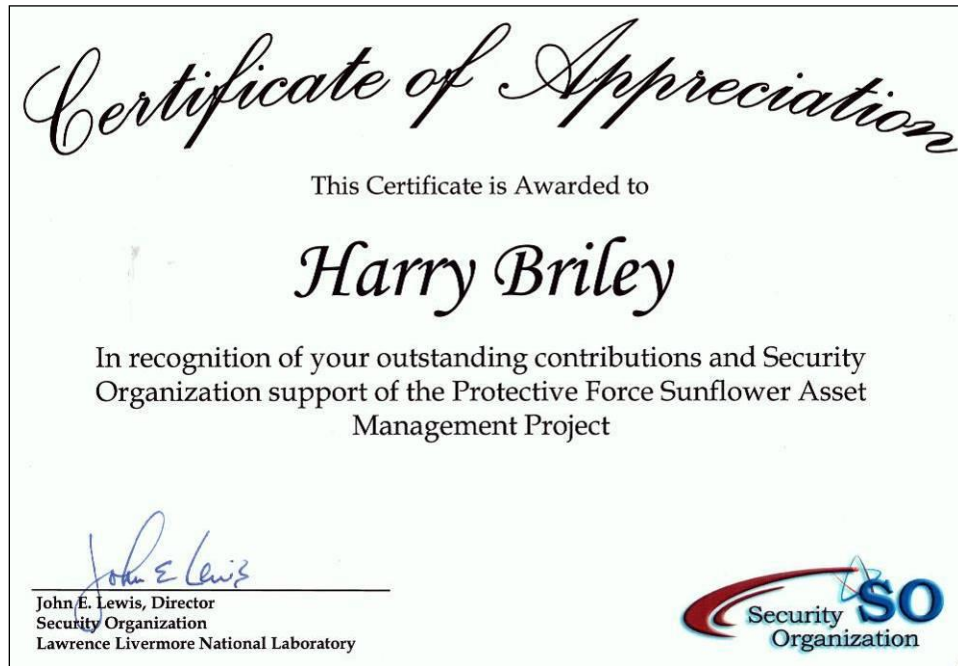 Certificate of Appreciation
This Certificate is Awarded to
Harry Briley
In recognition of your outstanding contributions and Security
Organization support of the Protective Force Sunflower Asset
Management Project
John E Lewis
John E. Lewis, Director
Security Organization
Lawrence Livermore National Laboratory
SO
Security
Organization